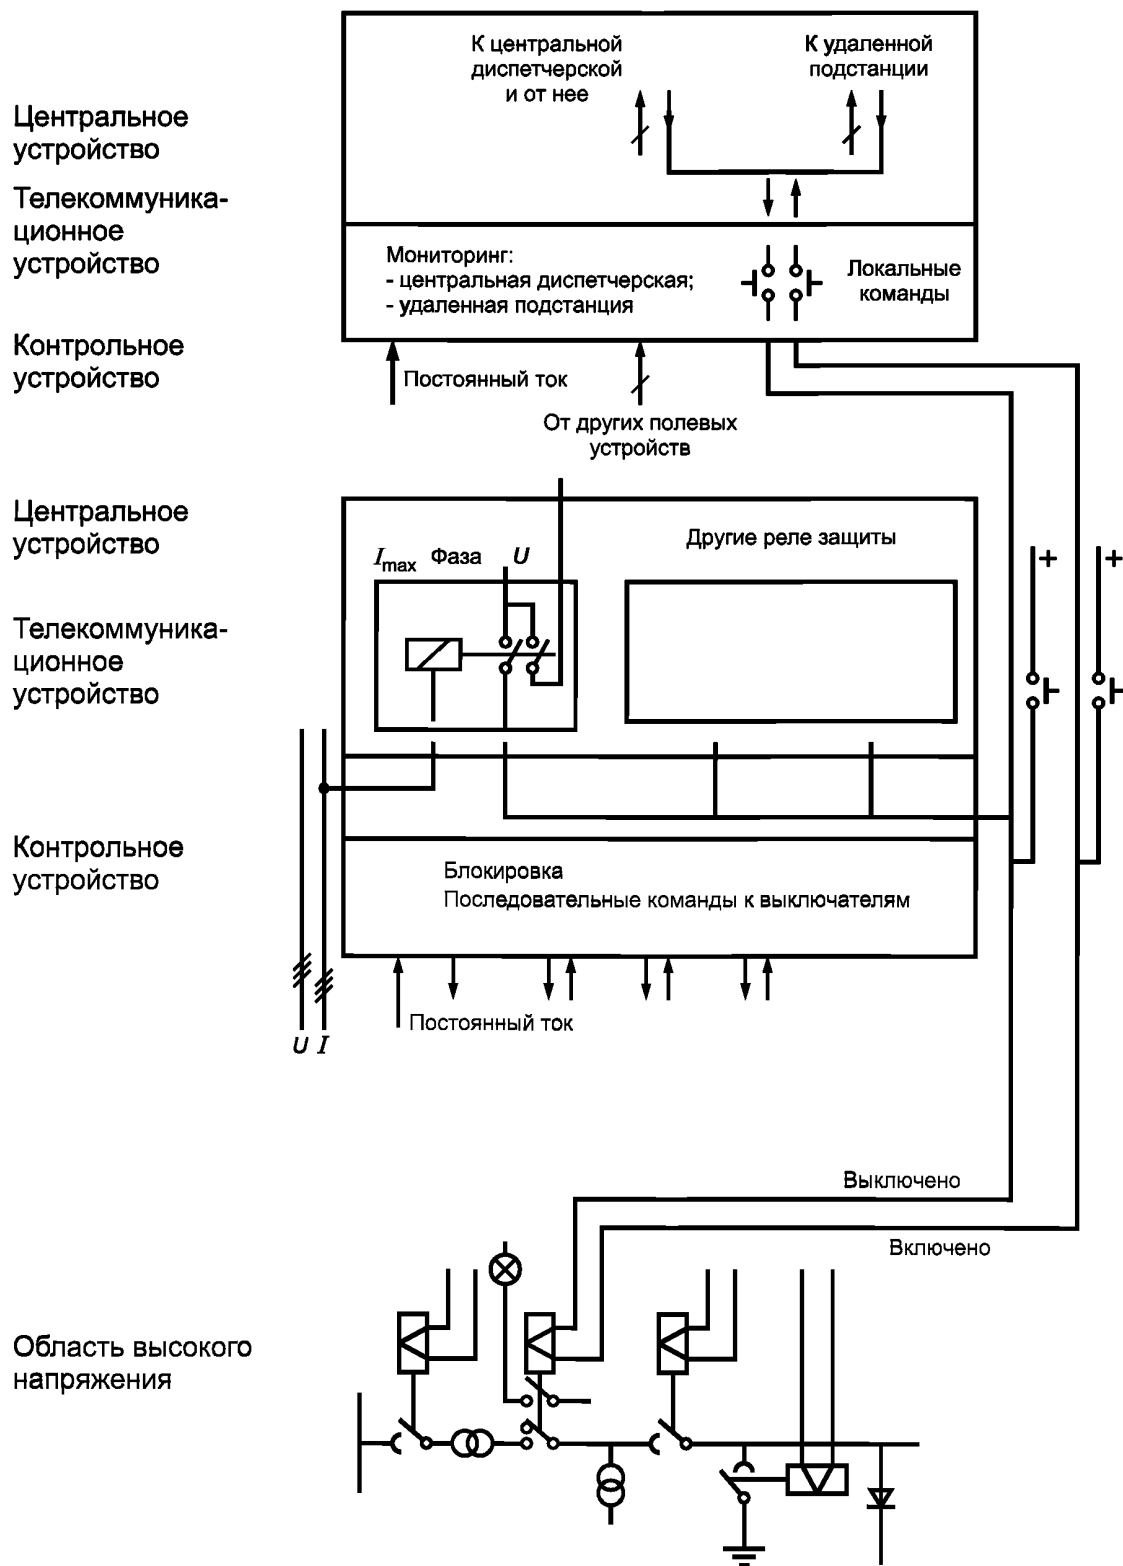 К центральной
диспетчерской
и от нее
К удаленной
подстанции
Центральное
устройство
Телекоммуника-
ционное
устройство
Мониторинг:
- центральная диспетчерская;
- удаленная подстанция
Локальные
команды
Контрольное
устройство
Постоянный ток
От других полевых
устройств
Центральное
устройство
Другие реле защиты
Imax Фаза U
+ +
Телекоммуника-
ционное
устройство
Контрольное
устройство
Блокировка
Последовательные команды к выключателям
Постоянный ток
U I
Выключено
Включено
Область высокого
напряжения